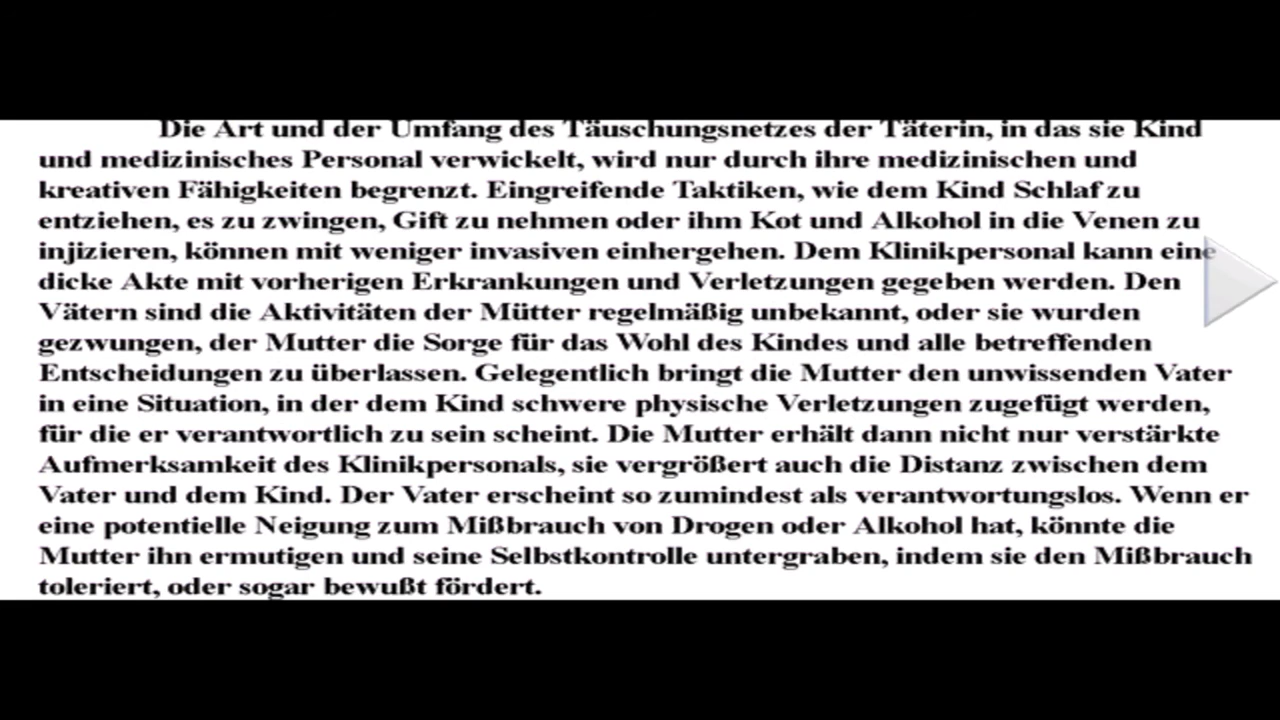 Die Art und der Umfang des Täuschungsnetzes der Täterin, in das sie Kind
und medizinisches Personal verwickelt, wird nur durch ihre medizinischen und
kreativen Fähigkeiten begrenzt. Eingreifende Taktiken, wie dem Kind Schlaf zu
entziehen, es zu zwingen, Gift zu nehmen oder ihm Kot und Alkohol in die Venen zu
injizieren, können mit weniger invasiven einhergehen. Dem Klinikpersonal kann eine
dicke Akte mit vorherigen Erkrankungen und Verletzungen gegeben werden. Den
Vätern sind die Aktivitäten der Mütter regelmäßig unbekannt, oder sie wurden
gezwungen, der Mutter die Sorge für das Wohl des Kindes und alle betreffenden
Entscheidungen zu überlassen. Gelegentlich bringt die Mutter den unwissenden Vater
in eine Situation, in der dem Kind schwere physische Verletzungen zugefügt werden,
für die er verantwortlich zu sein scheint. Die Mutter erhält dann nicht nur verstärkte
Aufmerksamkeit des Klinikpersonals, sie vergrößert auch die Distanz zwischen dem
Vater und dem Kind. Der Vater erscheint so zumindest als verantwortungslos. Wenn er
eine potentielle Neigung zum Mißbrauch von Drogen oder Alkohol hat, könnte die
Mutter ihn ermutigen und seine Selbstkontrolle untergraben, indem sie den Mißbrauch
toleriert, oder sogar bewußt fördert.